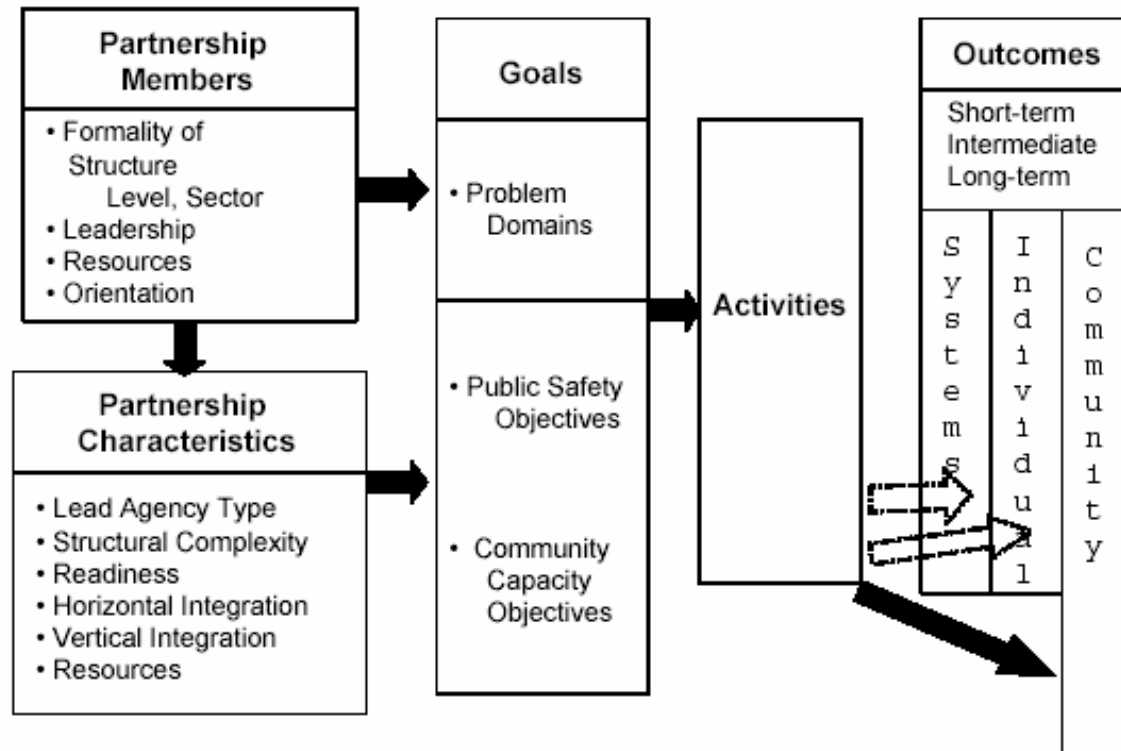 Partnership
Members
• Formality of
Structure
Level, Sector
• Leadership
• Resources
• Orientation
Partnership
Characteristics
• Lead Agency Type
• Structural Complexity
• Readiness
• Horizontal Integration
• Vertical Integration
• Resources
Goals
• Problem
Domains
• Public Safety
Objectives
• Community
Capacity
Objectives
Activities
Outcomes
Short-term
Intermediate
Long-term
Systems
Individual
Community